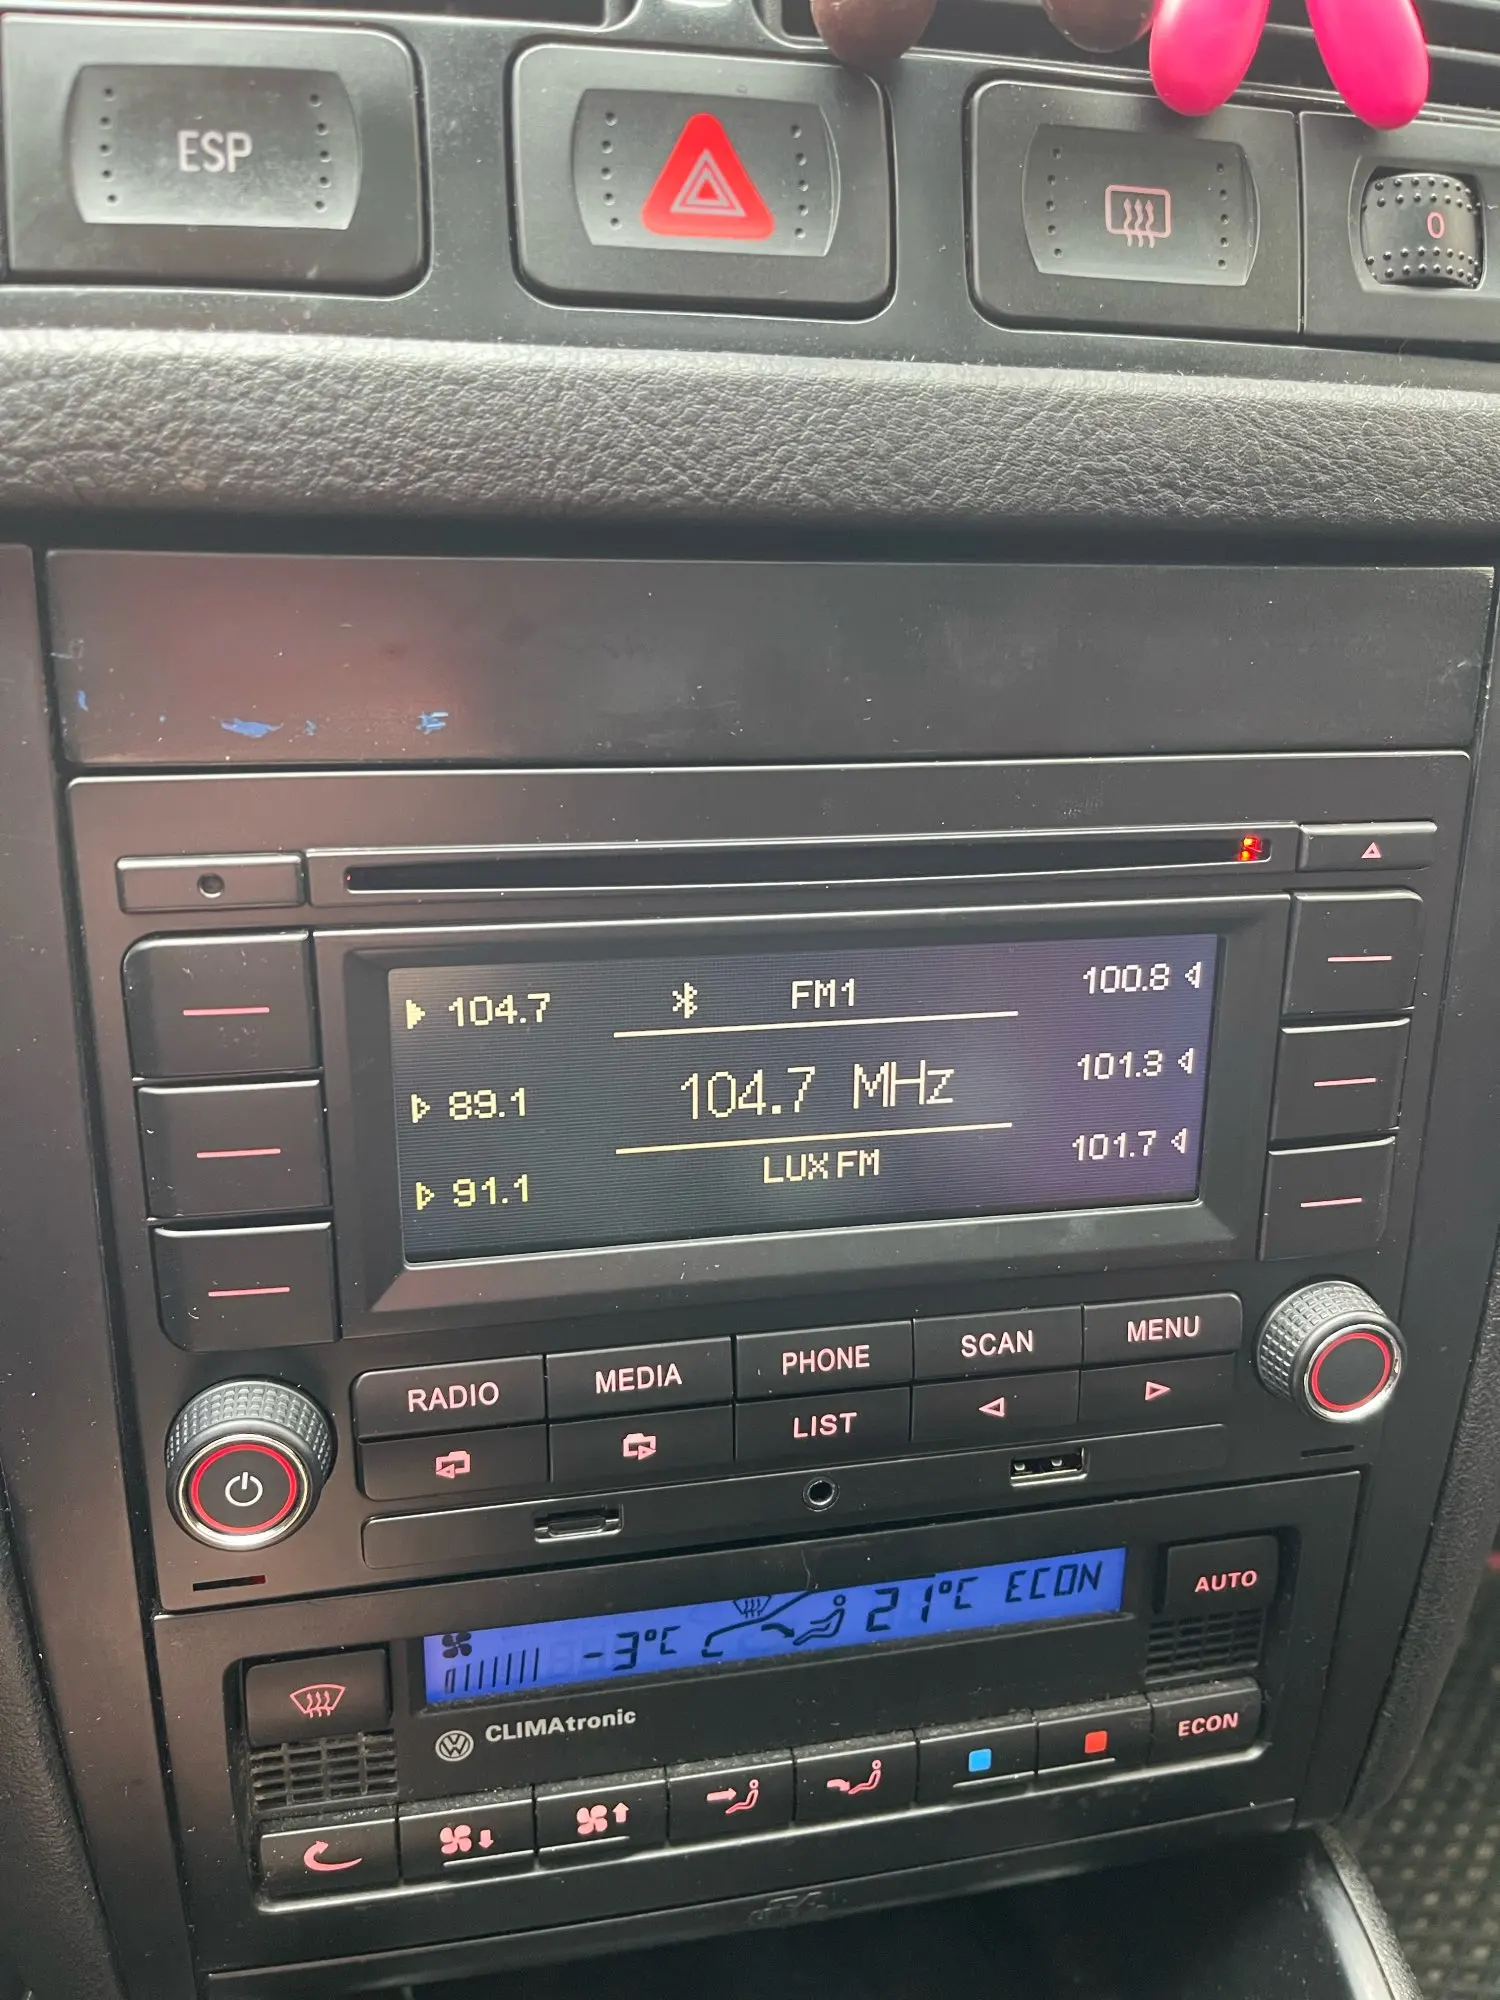 ESP
0
104.7 FM1 100.8
89.1 104.7 MHz 101.3
91.1 LUX FM 101.7
RADIO MEDIA PHONE SCAN MENU
LIST
-3°C 21°C ECON
AUTO
CLIMAtronic
ECON